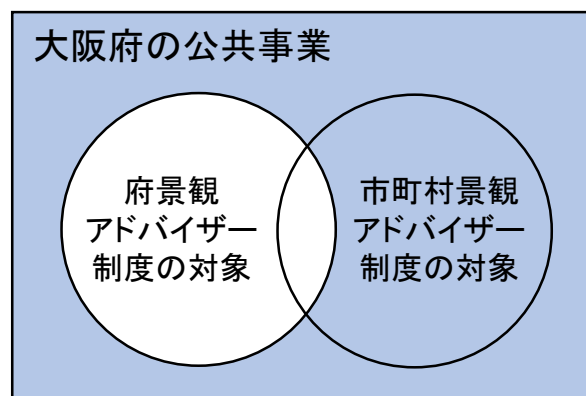 大阪府の公共事業
府景観
アドバイザー
制度の対象
市町村景観
アドバイザー
制度の対象